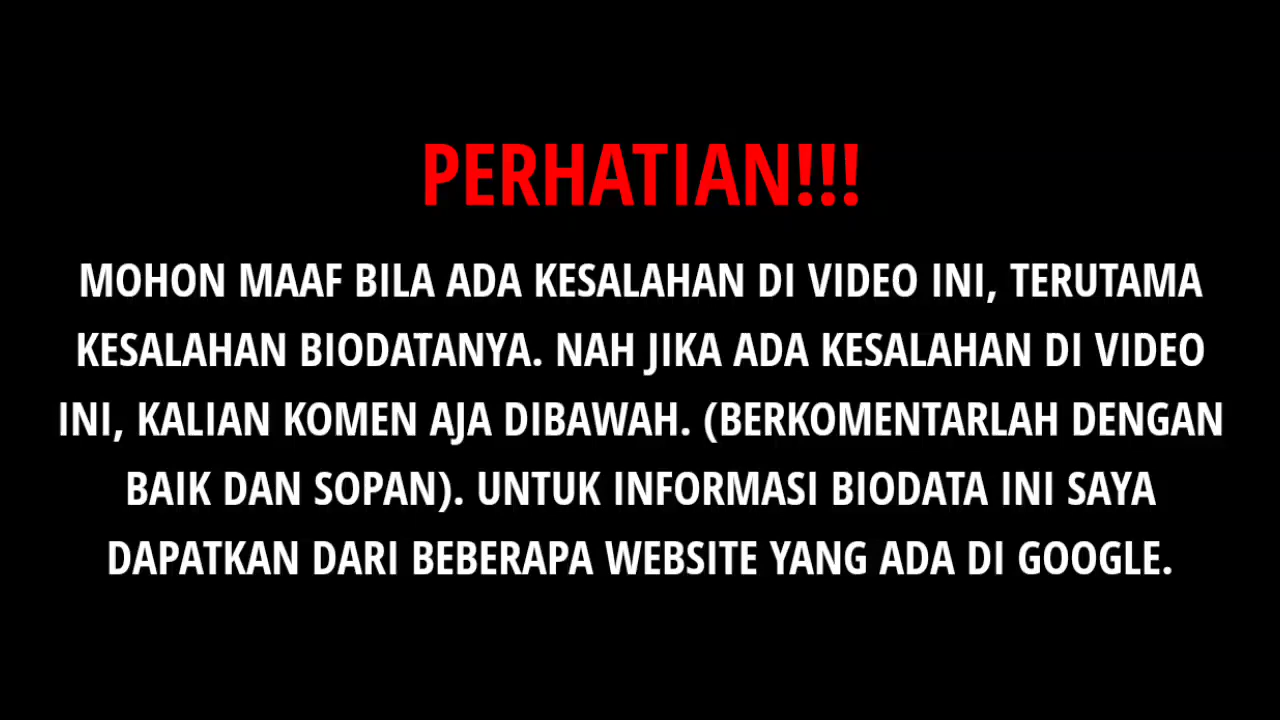 PERHATIAN!!!
MOHON MAAF BILA ADA KESALAHAN DI VIDEO INI, TERUTAMA
KESALAHAN BIODATANYA. NAH JIKA ADA KESALAHAN DI VIDEO
INI, KALIAN KOMEN AJA DIBAWAH. (BERKOMENTARLAH DENGAN
BAIK DAN SOPAN). UNTUK INFORMASI BIODATA INI SAYA
DAPATKAN DARI BEBERAPA WEBSITE YANG ADA DI GOOGLE.